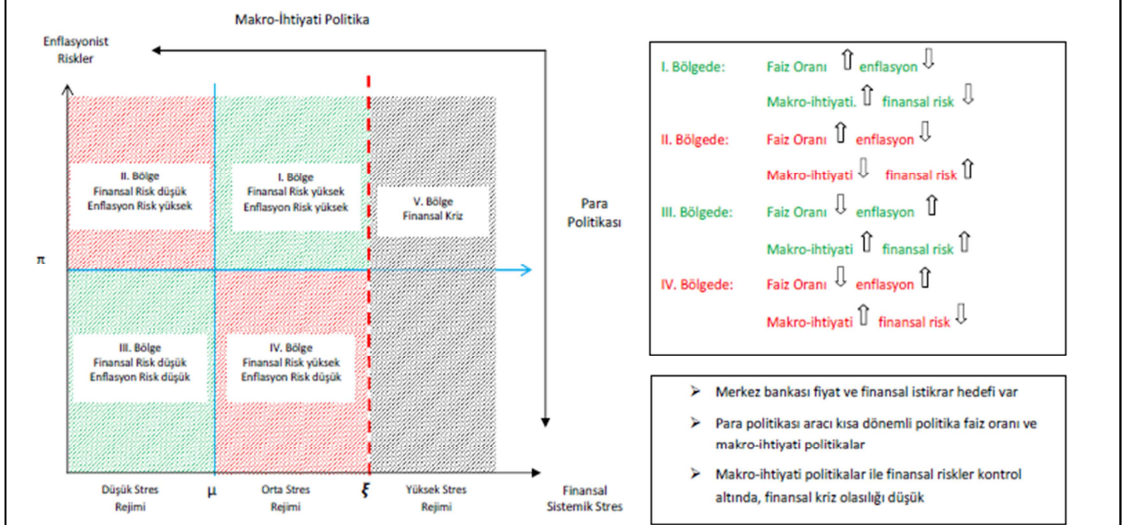 Makro-İhtiyati Politika
Enflasyonist
Riskler
II. Bölge
Finansal Risk düşük
Enflasyon Risk yüksek
I. Bölge
Finansal Risk yüksek
Enflasyon Risk yüksek
V. Bölge
Finansal Kriz
Para
Politikası
π
III. Bölge
Finansal Risk düşük
Enflasyon Risk düşük
IV. Bölge
Finansal Risk yüksek
Enflasyon Risk düşük
Düşük Stres
Rejimi
μ
Orta Stres
Rejimi
ξ
Yüksek Stres
Rejimi
Finansal
Sistemik Stres
I. Bölgede: Faiz Oranı ⇧ enflasyon ⇩
Makro-ihtiyati. ⇧ finansal risk ⇩
II. Bölgede: Faiz Oranı ⇧ enflasyon ⇩
Makro-ihtiyati ⇩ finansal risk ⇧
III. Bölgede: Faiz Oranı ⇩ enflasyon ⇧
Makro-ihtiyati ⇧ finansal risk ⇧
IV. Bölgede: Faiz Oranı ⇩ enflasyon ⇧
Makro-ihtiyati ⇧ finansal risk ⇩
➢ Merkez bankası fiyat ve finansal istikrar hedefi var
➢ Para politikası aracı kısa dönemli politika faiz oranı ve
makro-ihtiyati politikalar
➢ Makro-ihtiyati politikalar ile finansal riskler kontrol
altında, finansal kriz olasılığı düşük